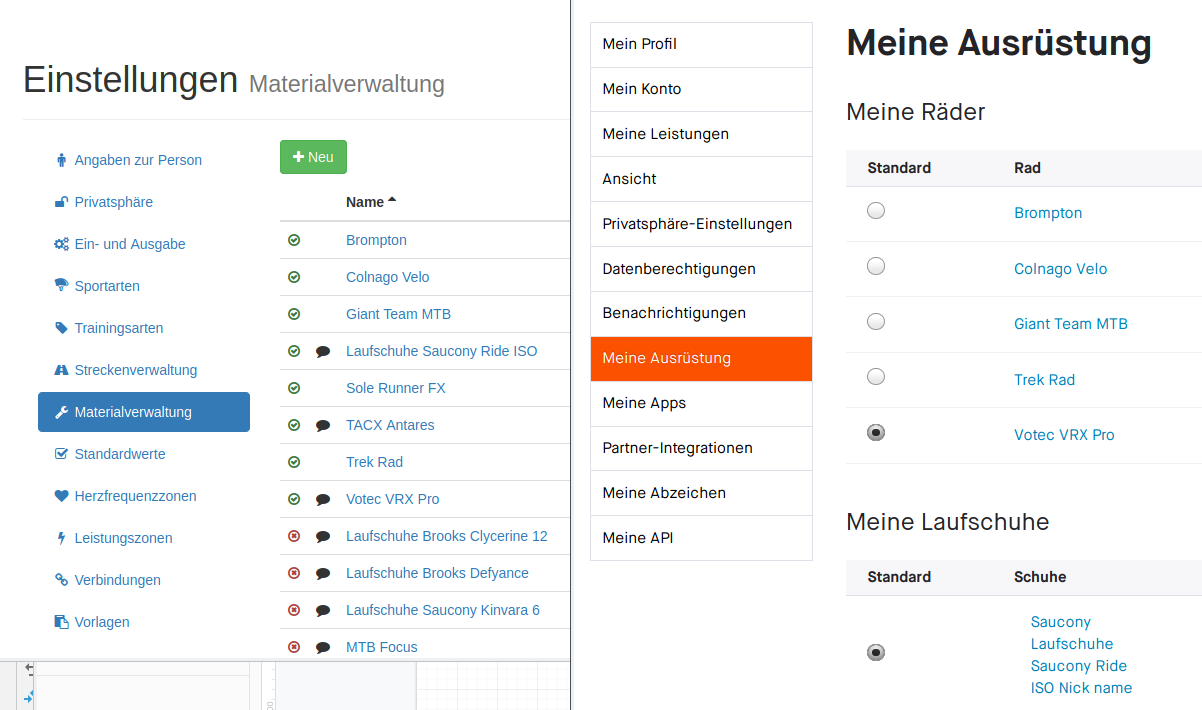 Einstellungen Materialverwaltung
Angaben zur Person
Privatsphäre
Ein- und Ausgabe
Sportarten
Trainingsarten
Streckenverwaltung
Materialverwaltung
Standardwerte
Herzfrequenzzonen
Leistungszonen
Verbindungen
Vorlagen
Neu
Name
Brompton
Colnago Velo
Giant Team MTB
Laufschuhe Saucony Ride ISO
Sole Runner FX
TACX Antares
Trek Rad
Votec VRX Pro
Laufschuhe Brooks Clycerine 12
Laufschuhe Brooks Defyance
Laufschuhe Saucony Kinvara 6
MTB Focus
Mein Profil
Mein Konto
Meine Leistungen
Ansicht
Privatsphäre-Einstellungen
Datenberechtigungen
Benachrichtigungen
Meine Ausrüstung
Meine Apps
Partner-Integrationen
Meine Abzeichen
Meine API
Meine Ausrüstung
Meine Räder
Standard Rad
Brompton
Colnago Velo
Giant Team MTB
Trek Rad
Votec VRX Pro
Meine Laufschuhe
Standard Schuhe
Saucony
Laufschuhe
Saucony Ride
ISO Nick name